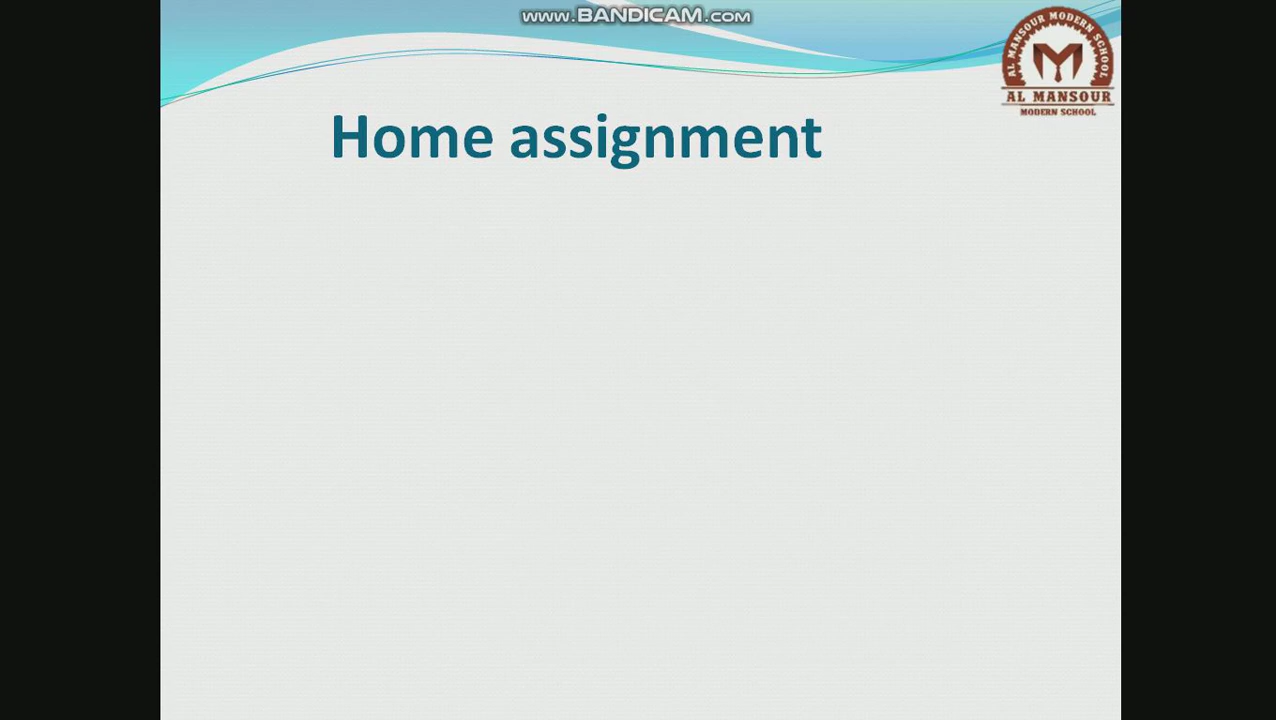 www.BANDICAM.com
AL MANSOUR MODERN SCHOOL
AL MANSOUR
MODERN SCHOOL
Home assignment